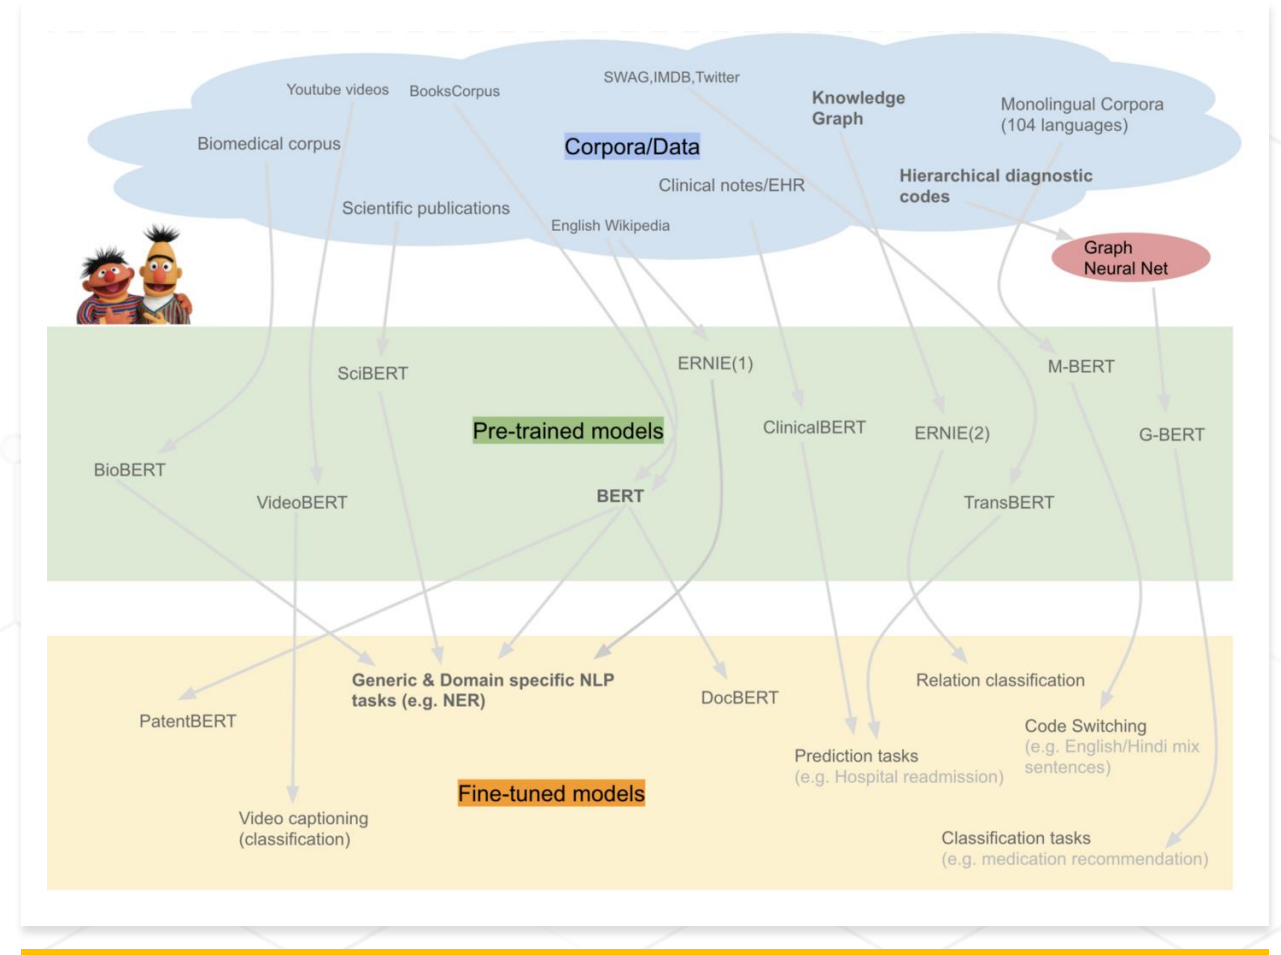 Youtube videos
BooksCorpus
SWAG,IMDB,Twitter
Knowledge
Graph
Monolingual Corpora
(104 languages)
Biomedical corpus
Corpora/Data
Hierarchical diagnostic
codes
Clinical notes/EHR
Scientific publications
English Wikipedia
Graph
Neural Net
SciBERT
ERNIE(1)
M-BERT
Pre-trained models
ClinicalBERT
ERNIE(2)
G-BERT
BioBERT
VideoBERT
BERT
TransBERT
Generic & Domain specific NLP
tasks (e.g. NER)
Relation classification
DocBERT
PatentBERT
Code Switching
(e.g. English/Hindi mix
sentences)
Prediction tasks
(e.g. Hospital readmission)
Fine-tuned models
Video captioning
(classification)
Classification tasks
(e.g. medication recommendation)